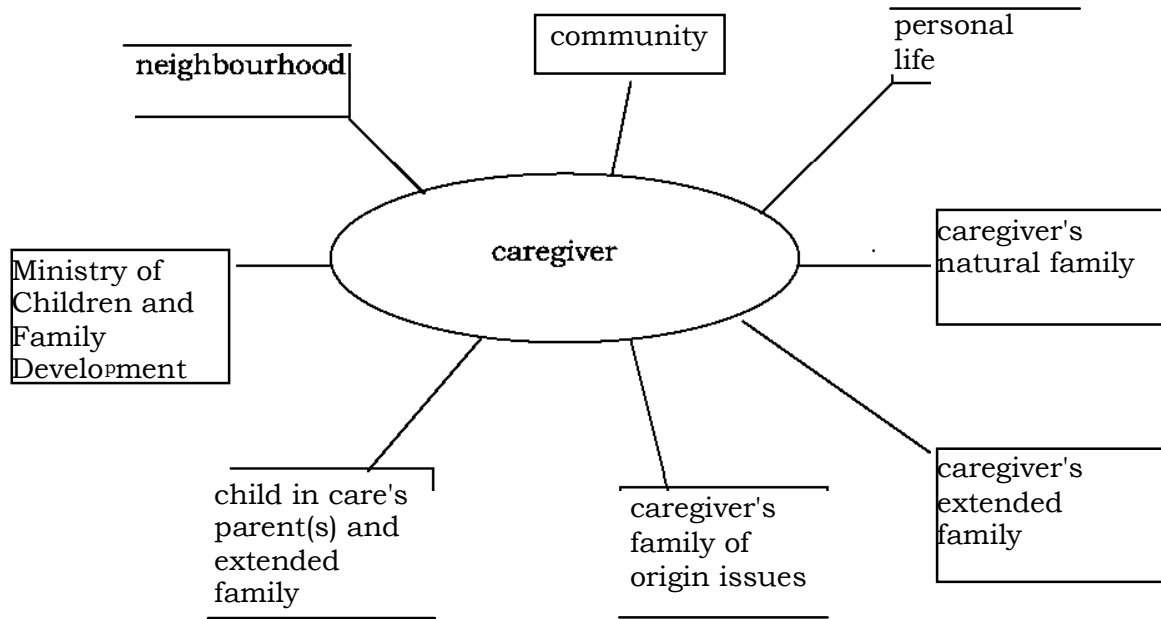 neighbourhood
community
personal
life
caregiver
caregiver's
natural family
Ministry of
Children and
Family
Development
child in care's
parent(s) and
extended
family
caregiver's
family of
origin issues
caregiver's
extended
family